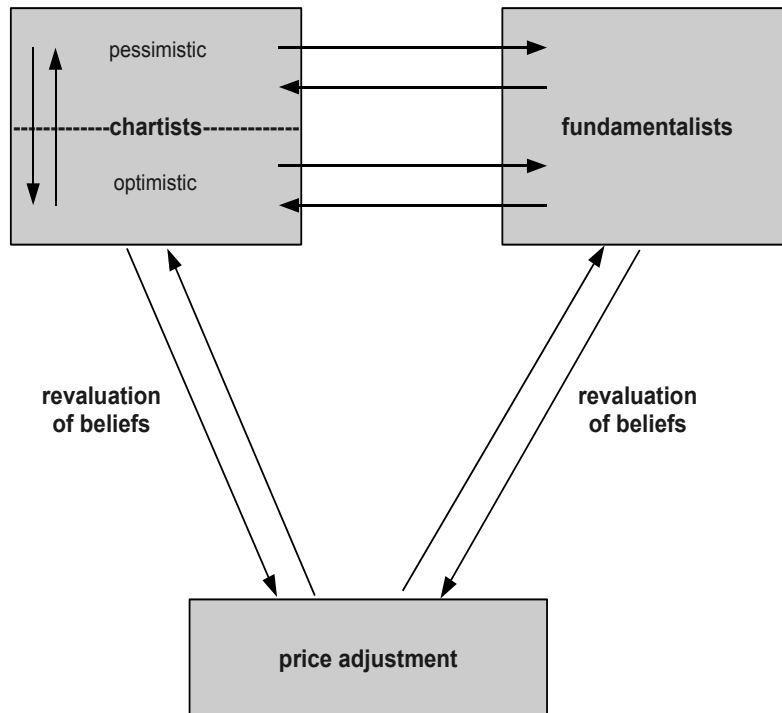 pessimistic
chartists
optimistic
fundamentalists
revaluation
of beliefs
revaluation
of beliefs
price adjustment